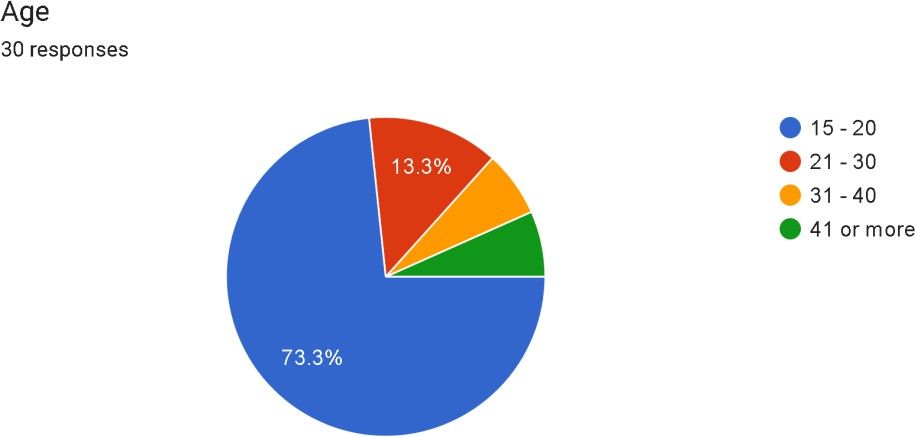 Age
30 responses
15 - 20
21 - 30
31 - 40
41 or more
13.3%
73.3%